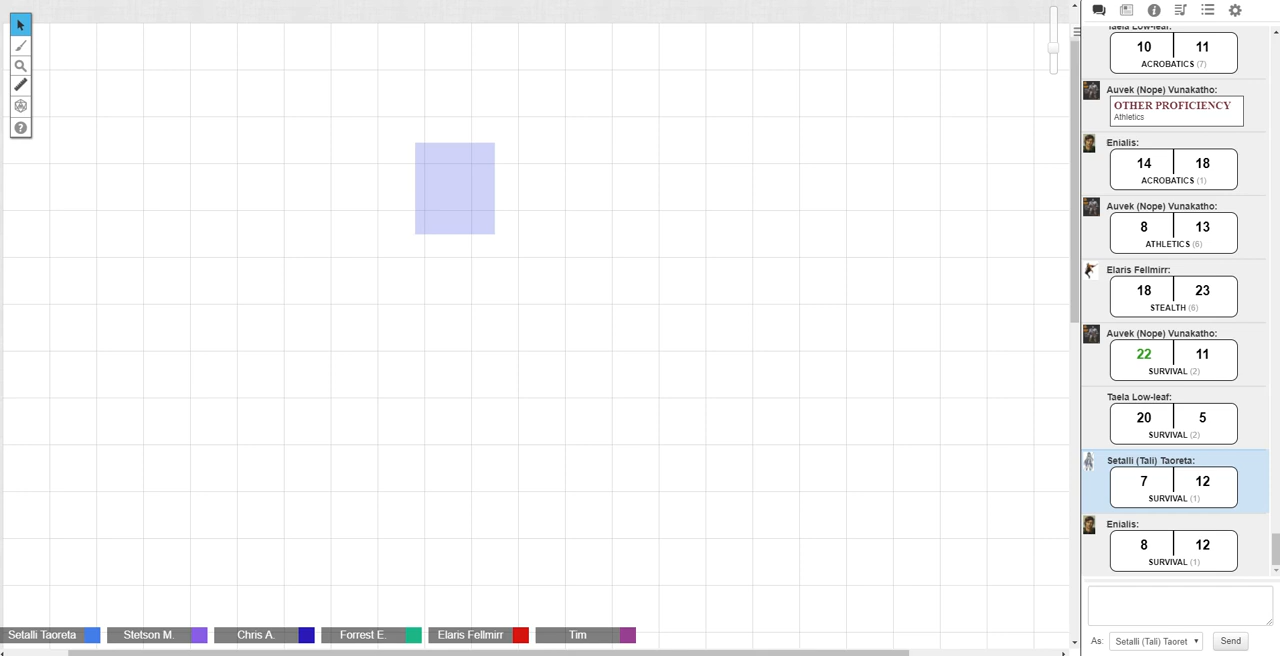 Taela Low-leaf:
10 11
ACROBATICS (7)
Auvek (Nope) Vunakatho:
OTHER PROFICIENCY
Athletics
Enialis:
14 18
ACROBATICS (1)
Auvek (Nope) Vunakatho:
8 13
ATHLETICS (6)
Elaris Fellmirr:
18 23
STEALTH (6)
Auvek (Nope) Vunakatho:
22 11
SURVIVAL (2)
Taela Low-leaf:
20 5
SURVIVAL (2)
Setalli (Tali) Taoreta:
7 12
SURVIVAL (1)
Enialis:
8 12
SURVIVAL (1)
Setalli Taoreta Stetson M. Chris A. Forrest E. Elaris Fellmirr Tim
As: Setalli (Tali) Taoret Send